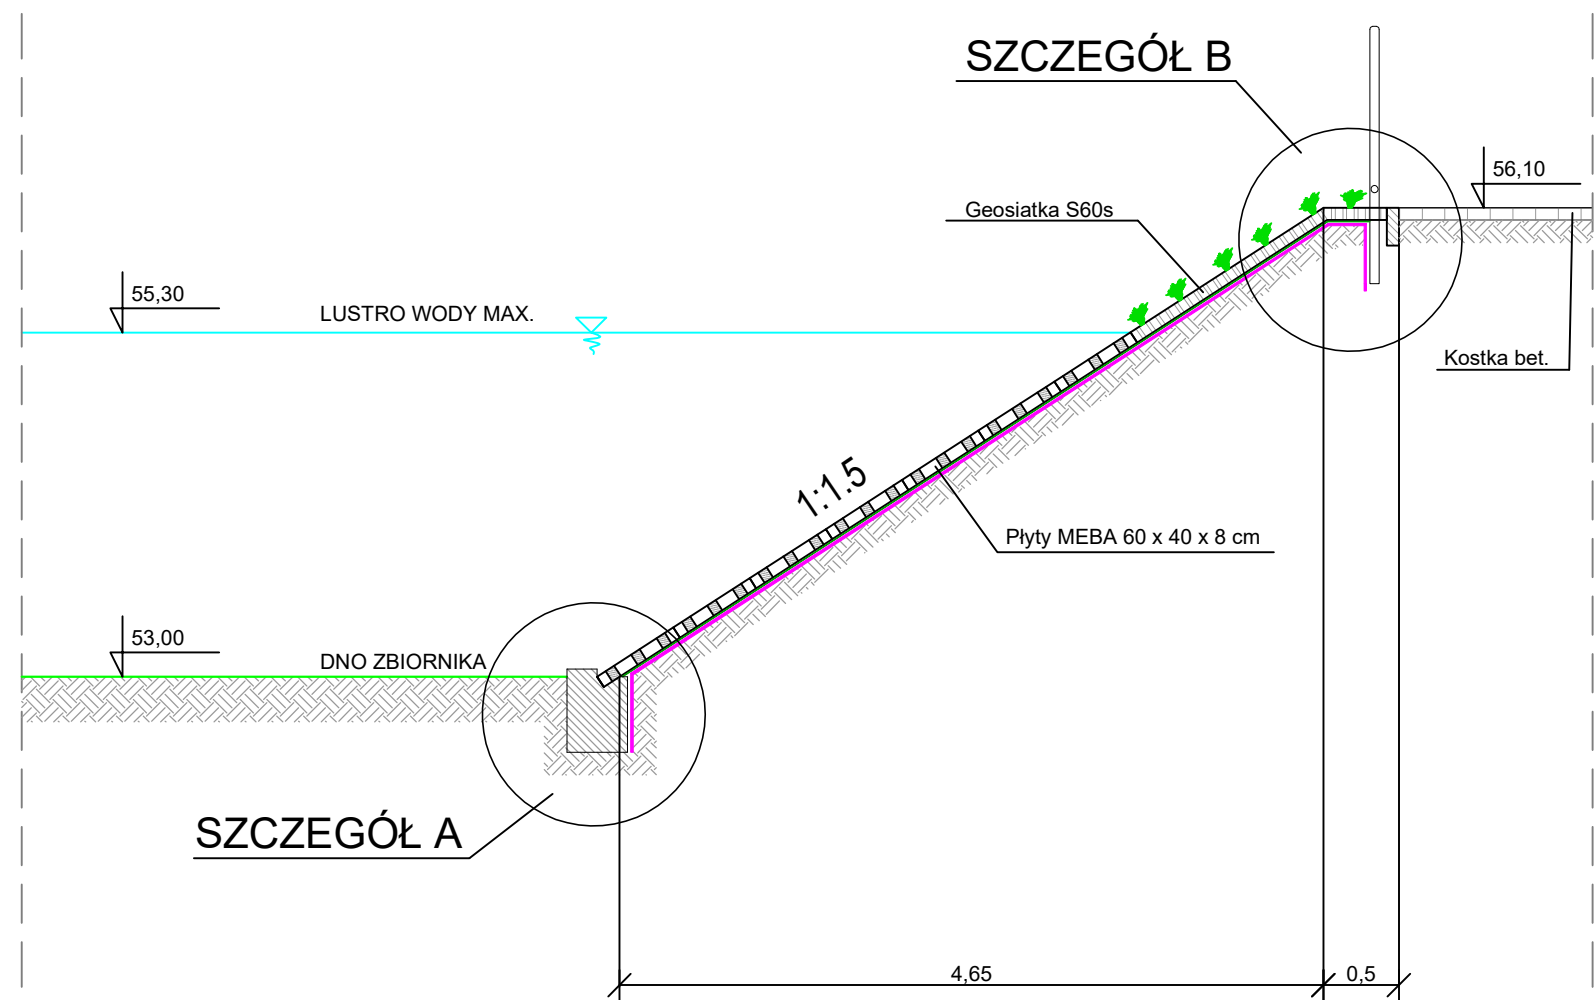 SZCZEGÓŁ B
56,10
Geosiatka S60s
55,30
LUSTRO WODY MAX.
Kostka bet.
1:1.5
Płyty MEBA 60 x 40 x 8 cm
53,00
DNO ZBIORNIKA
SZCZEGÓŁ A
4,65
0,5